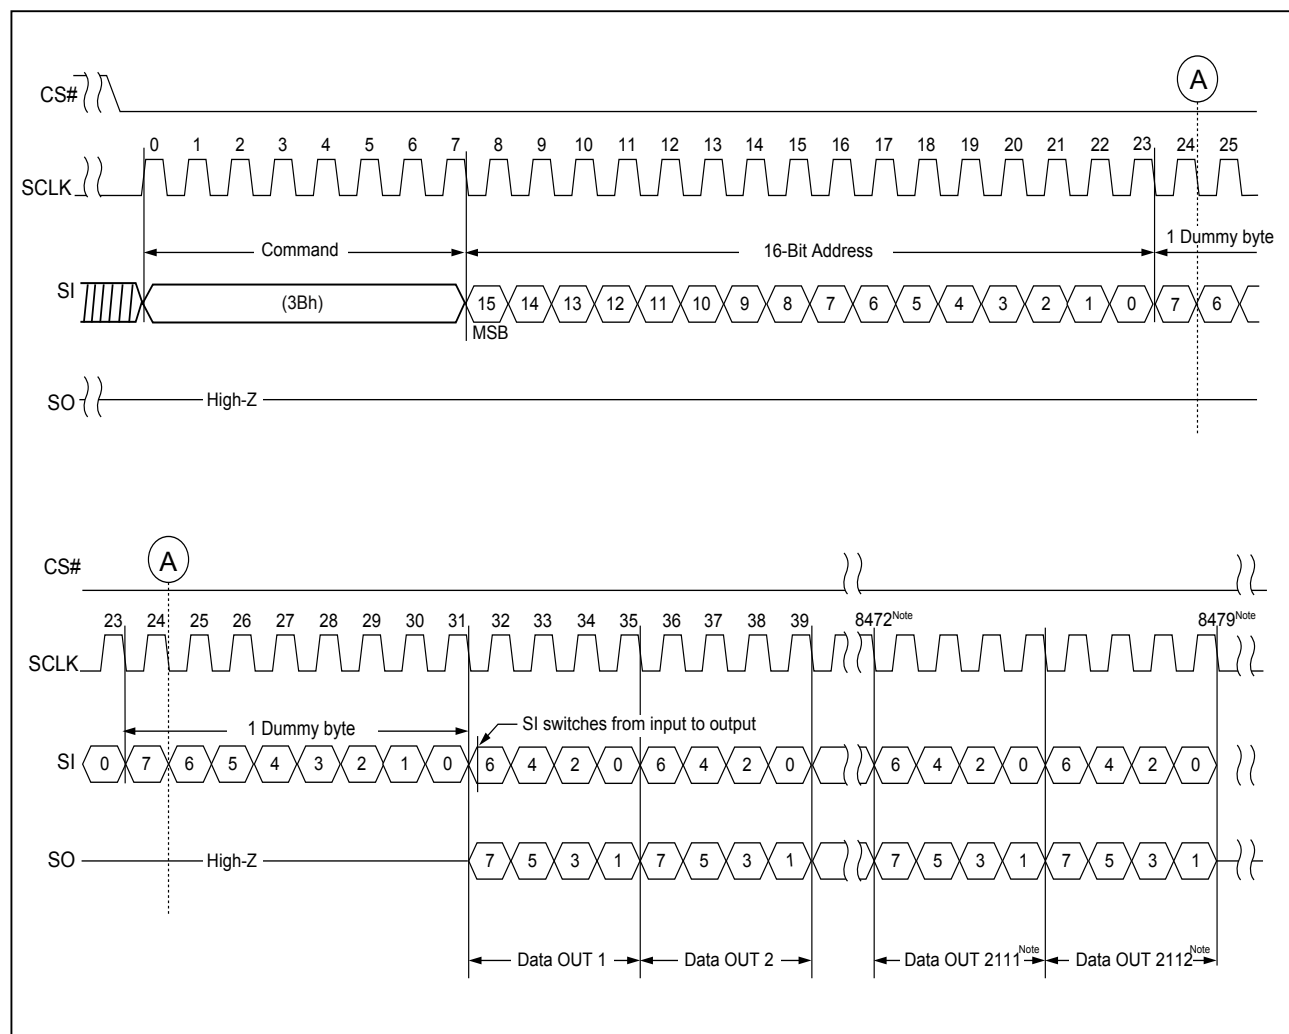 A
CS#
0 1 2 3 4 5 6 7 8 9 10 11 12 13 14 15 16 17 18 19 20 21 22 23 24 25
SCLK
Command 16-Bit Address 1 Dummy byte
SI (3Bh) 15 14 13 12 11 10 9 8 7 6 5 4 3 2 1 0 7 6
MSB
SO High-Z
A
CS#
23 24 25 26 27 28 29 30 31 32 33 34 35 36 37 38 39 8472Note 8479Note
SCLK
1 Dummy byte SI switches from input to output
SI 0 7 6 5 4 3 2 1 0 6 4 2 0 6 4 2 0 6 4 2 0 6 4 2 0
SO High-Z 7 5 3 1 7 5 3 1 7 5 3 1 7 5 3 1
Data OUT 1 Data OUT 2 Data OUT 2111Note Data OUT 2112Note